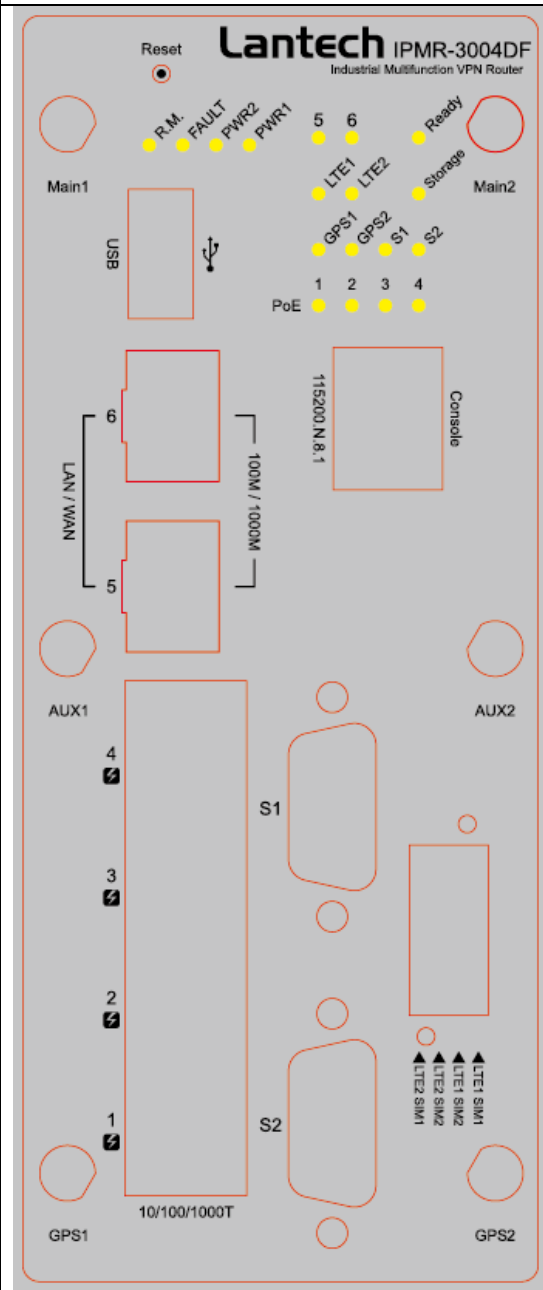 Reset
Lantech IPMR-3004DF
Industrial Multifunction VPN Router
R.M. FAULT PWR2 PWR1
5 6 Ready
Main1
LTE1 LTE2 Storage
Main2
GPS1 GPS2 S1 S2
USB
1 2 3 4
PoE
115200.N.8.1
Console
6
LAN / WAN
100M / 1000M
5
AUX1
AUX2
4
S1
3
2
LTE2 SIM1
LTE2 SIM2
LTE1 SIM2
LTE1 SIM1
1
S2
10/100/1000T
GPS1
GPS2